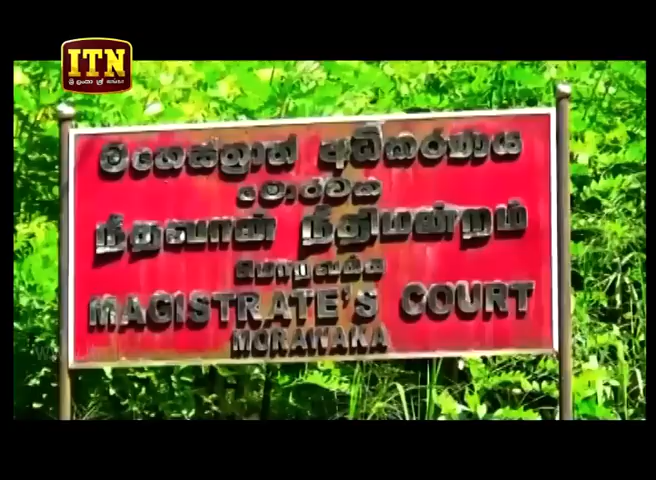 ITN
මහෙස්ත්‍රාත් අධිකරණය
මොරවක
நீதவான் நீதிமன்றம்
மொறவக்க
MAGISTRATE'S COURT
MORAWAKA